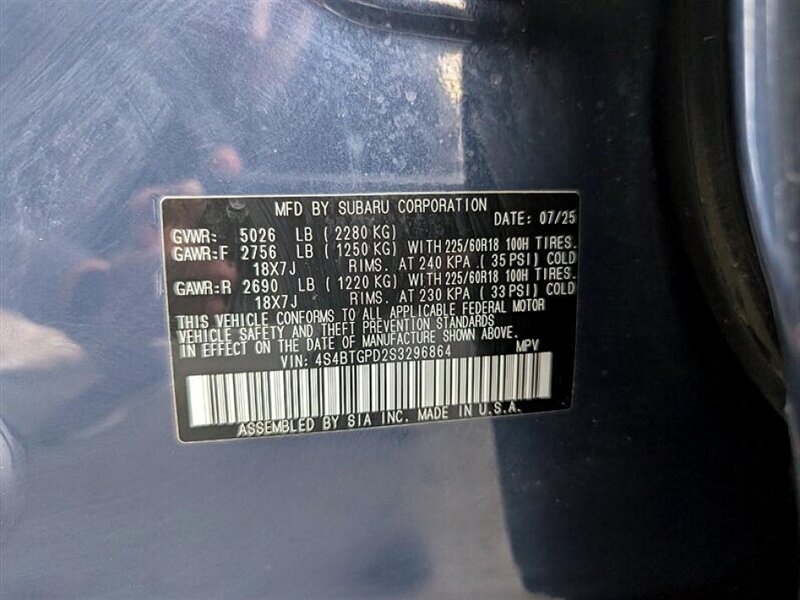 MFD BY SUBARU CORPORATION
DATE: 07/25
GVWR: 5026 LB ( 2280 KG)
GAWR:F 2756 LB ( 1250 KG) WITH 225/60R18 100H TIRES.
18X7J RIMS. AT 240 KPA .( 35 PSI) COLD
GAWR:R 2690 LB ( 1220 KG) WITH 225/60R18 100H TIRES.
18X7J RIMS. AT 230 KPA ( 33 PSI) COLD
THIS VEHICLE CONFORMS TO ALL APPLICABLE FEDERAL MOTOR
VEHICLE SAFETY AND THEFT PREVENTION STANDARDS
IN EFFECT ON THE DATE OF MANUFACTURE SHOWN ABOVE.
VIN: 4S4BTGPD2S3296864 MPV
ASSEMBLED BY SIA INC. MADE IN U.S.A.